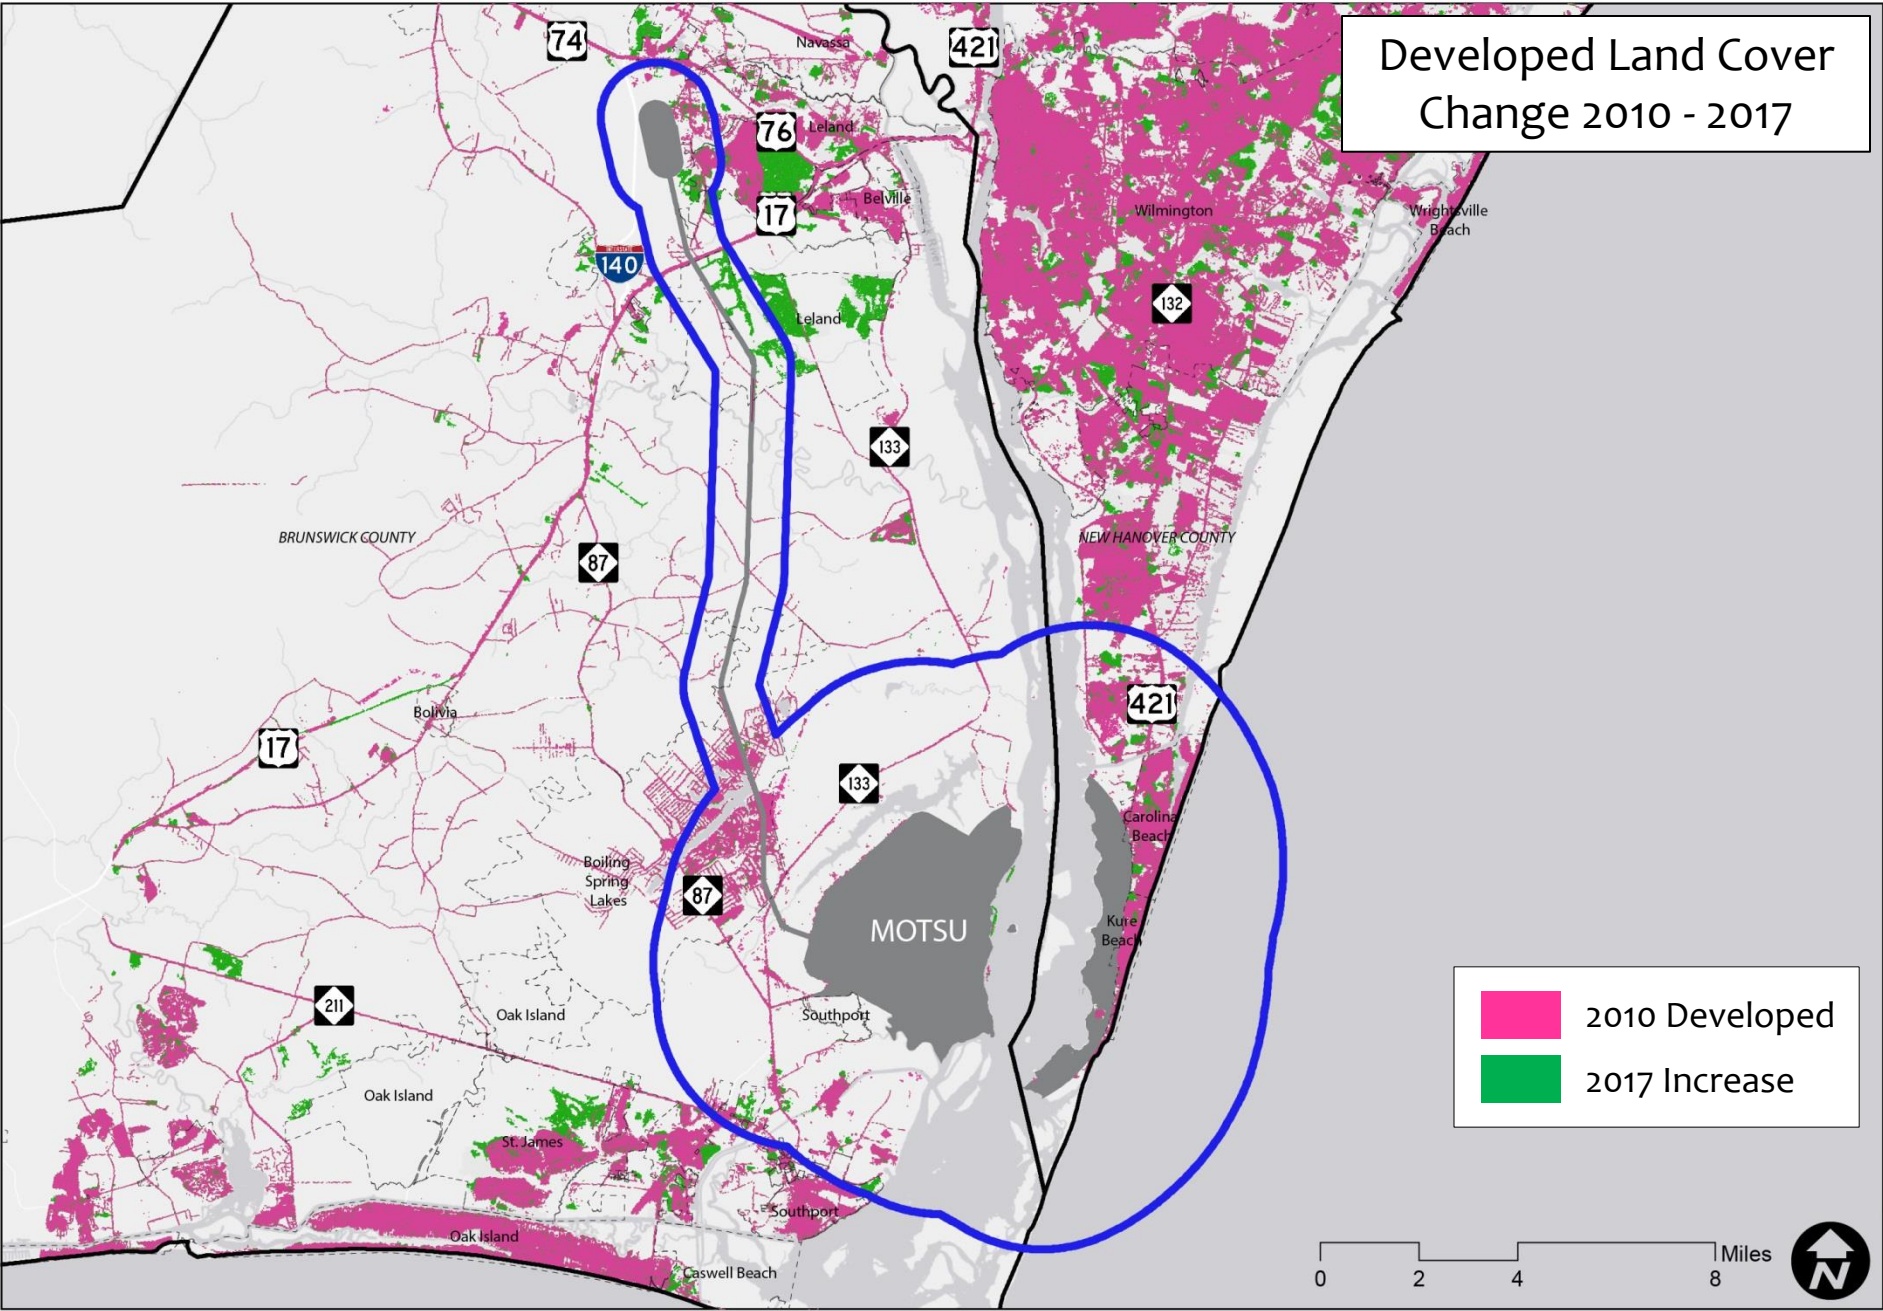 Developed Land Cover
Change 2010 - 2017
74
Navassa
421
76
Leland
17
Belville
Wilmington
Wrightsville
Beach
INTERSTATE
140
132
Leland
133
BRUNSWICK COUNTY
NEW HANOVER COUNTY
87
421
Bolivia
17
133
Carolina
Beach
Boiling
Spring
Lakes
87
MOTSU
Kure
Beach
211
Oak Island
Southport
2010 Developed
2017 Increase
Oak Island
St. James
Southport
Oak Island
Caswell Beach
Miles
0 2 4 8
N